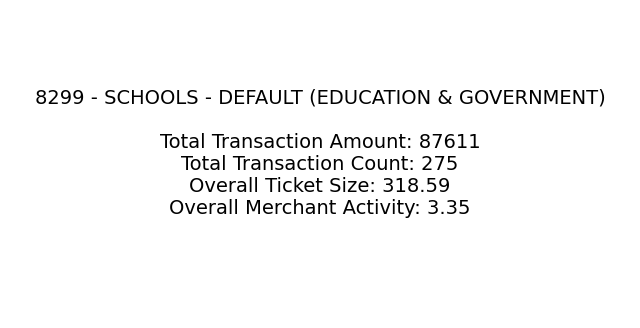 8299 - SCHOOLS - DEFAULT (EDUCATION & GOVERNMENT)
Total Transaction Amount: 87611
Total Transaction Count: 275
Overall Ticket Size: 318.59
Overall Merchant Activity: 3.35